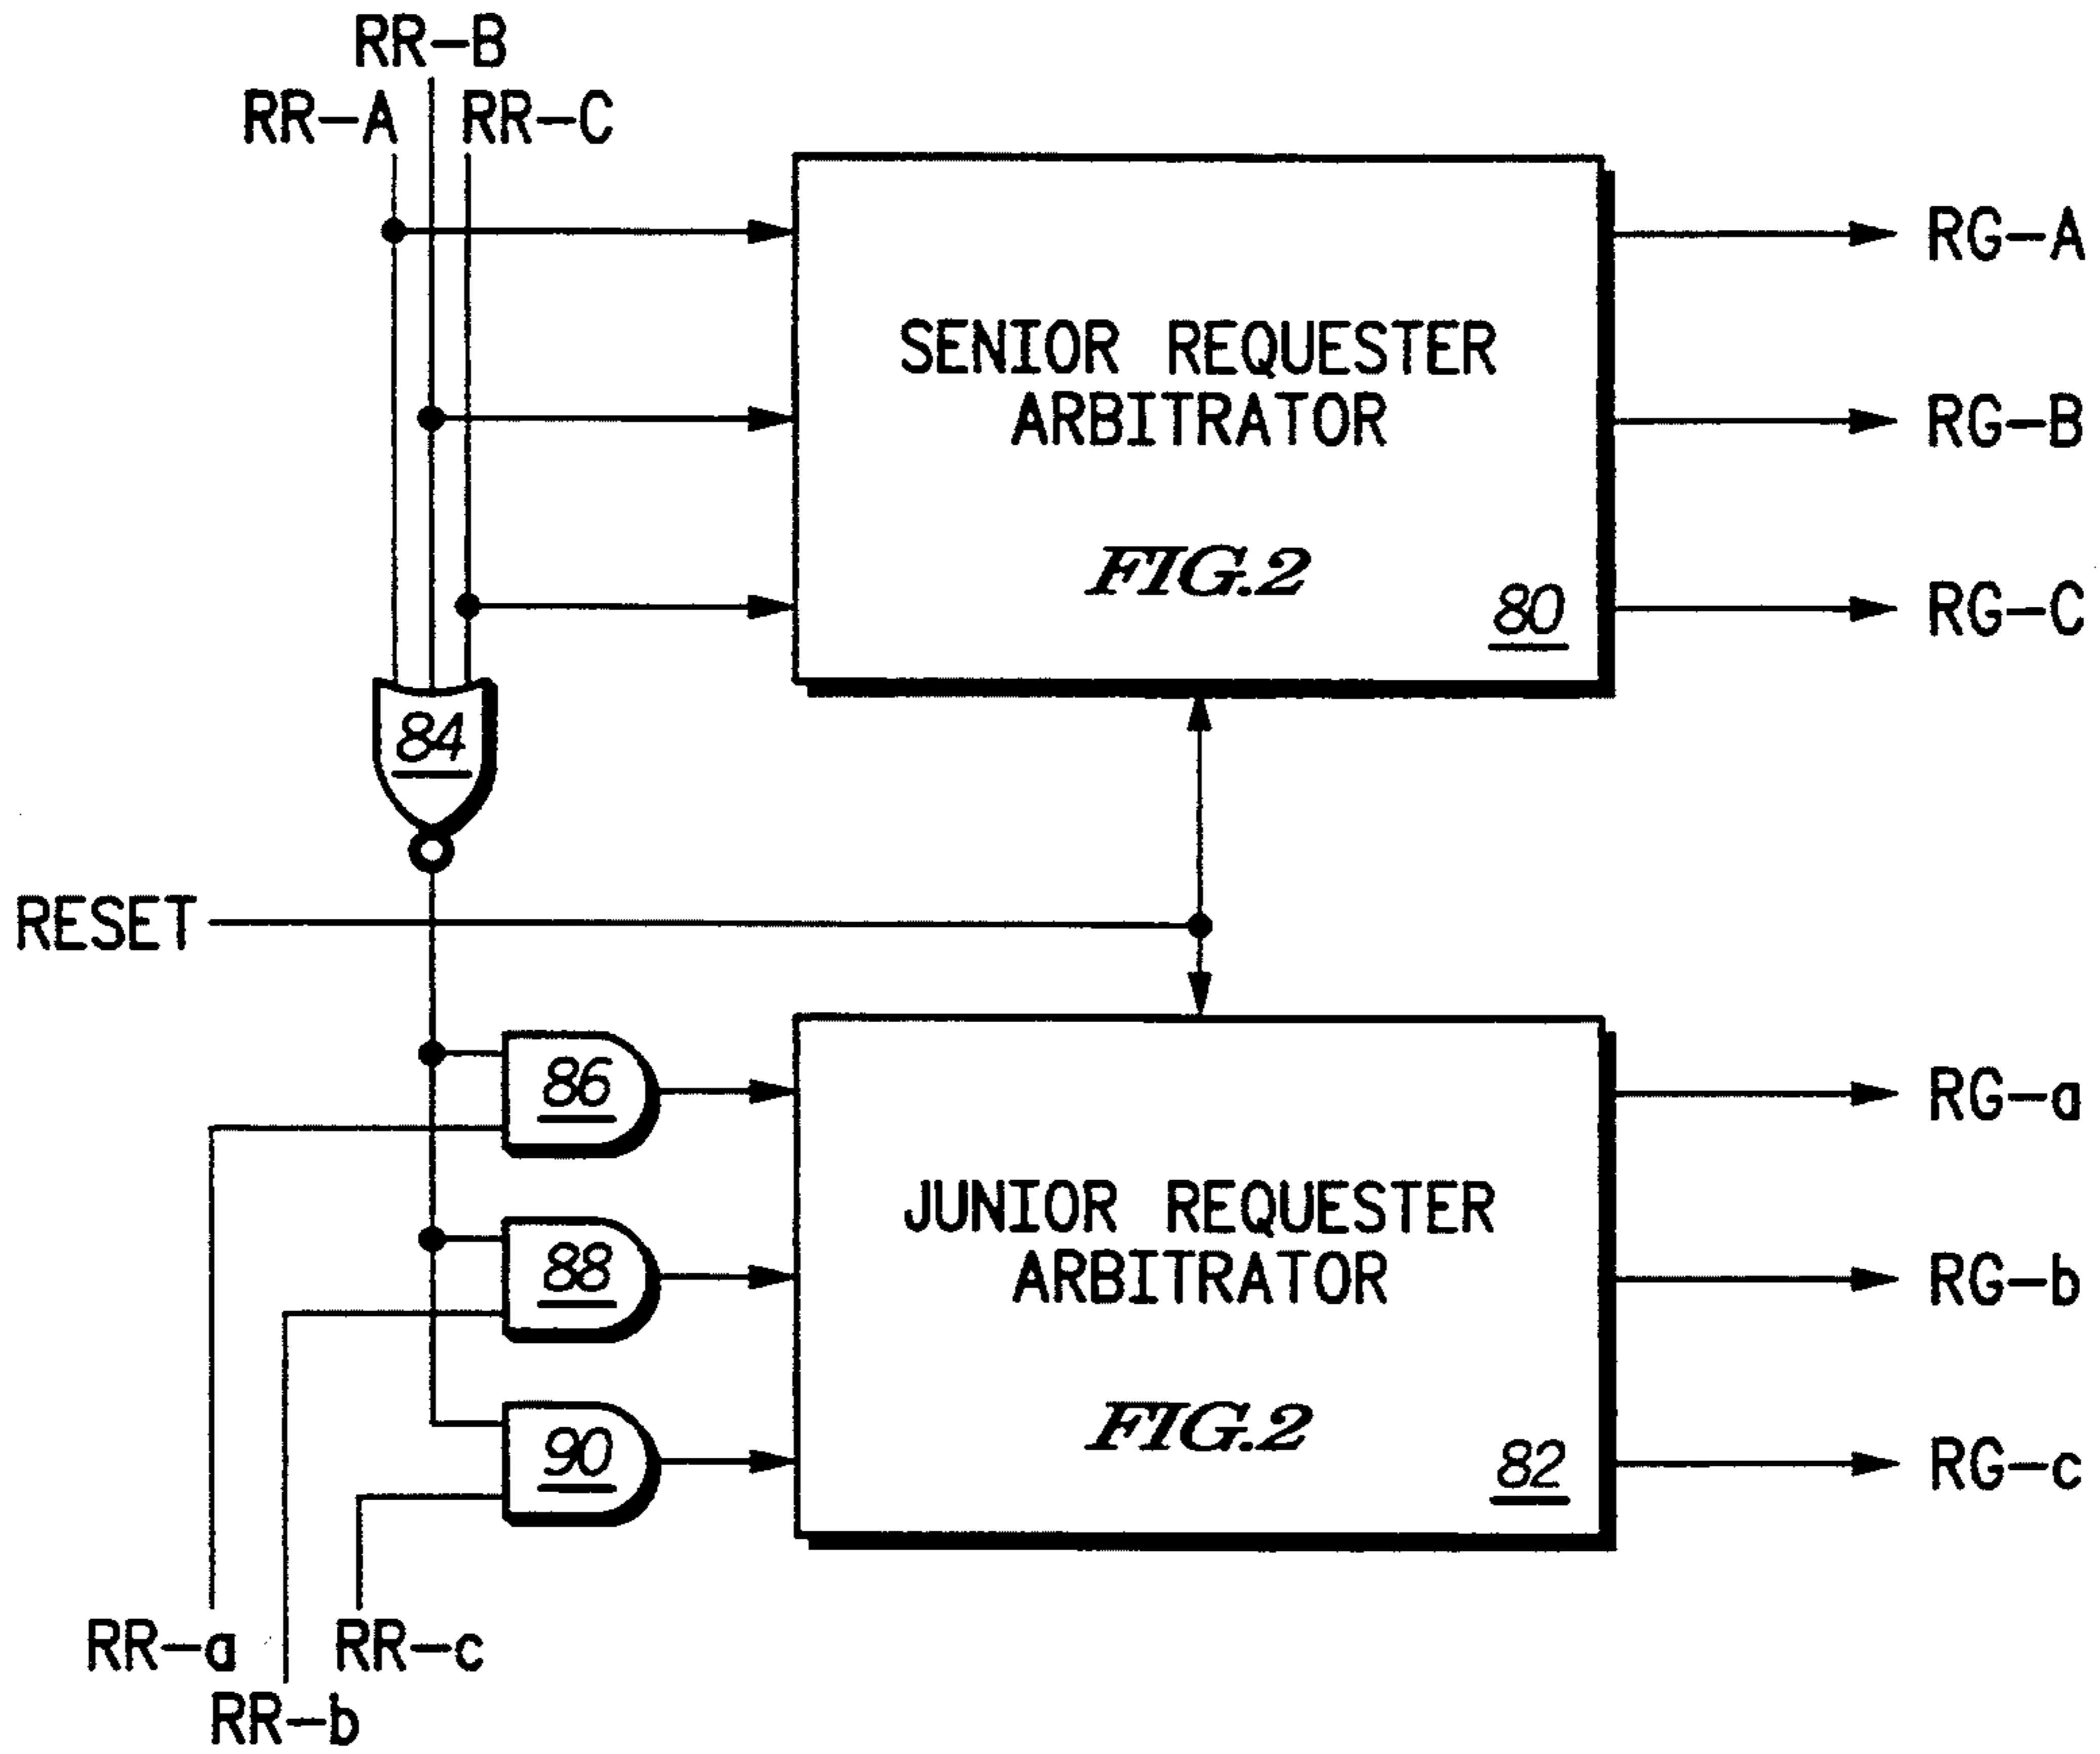 RR-B
RR-A RR-C
SENIOR REQUESTER
ARBITRATOR
FIG.2
80
RG-A
RG-B
RG-C
84
RESET
86
88
90
JUNIOR REQUESTER
ARBITRATOR
FIG.2
82
RG-a
RG-b
RG-c
RR-a RR-c
RR-b